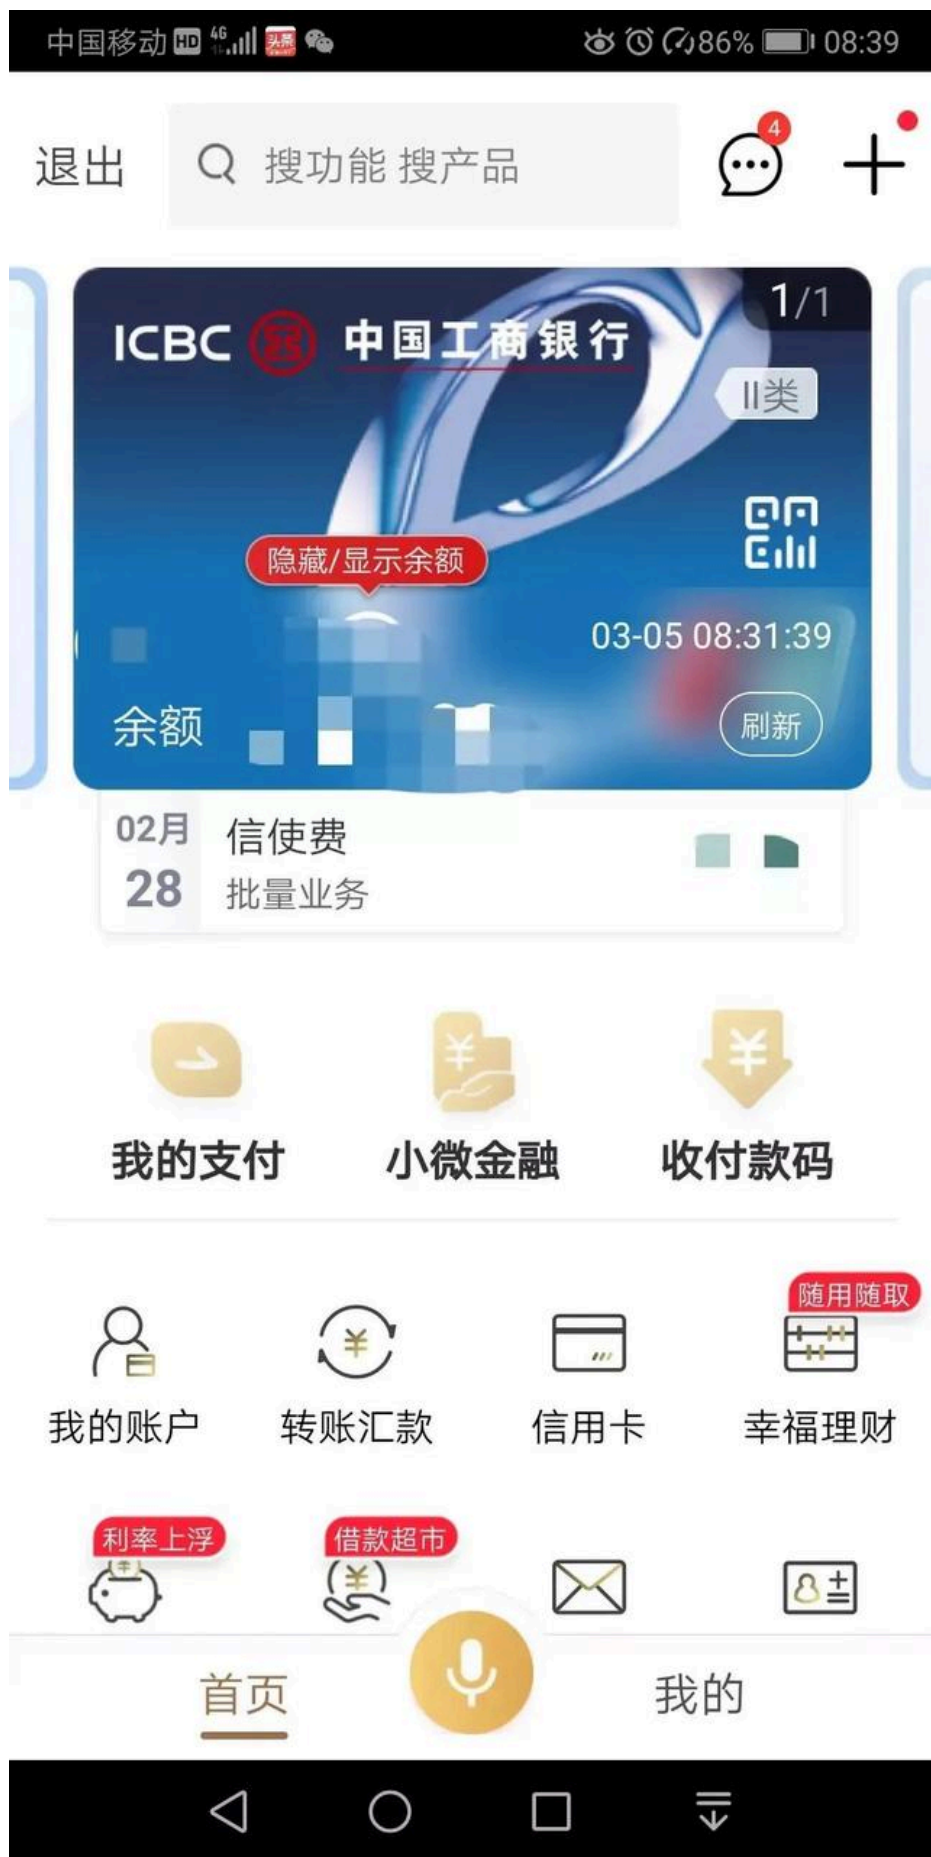 中国移动 HD 4G 头条 86% 08:39
退出 搜功能 搜产品 4
1/1
ICBC 中国工商银行
II类
隐藏/显示余额
03-05 08:31:39
余额 刷新
02月 信使费
28 批量业务
我的支付 小微金融 收付款码
随用随取
我的账户 转账汇款 信用卡 幸福理财
利率上浮 借款超市
首页 我的